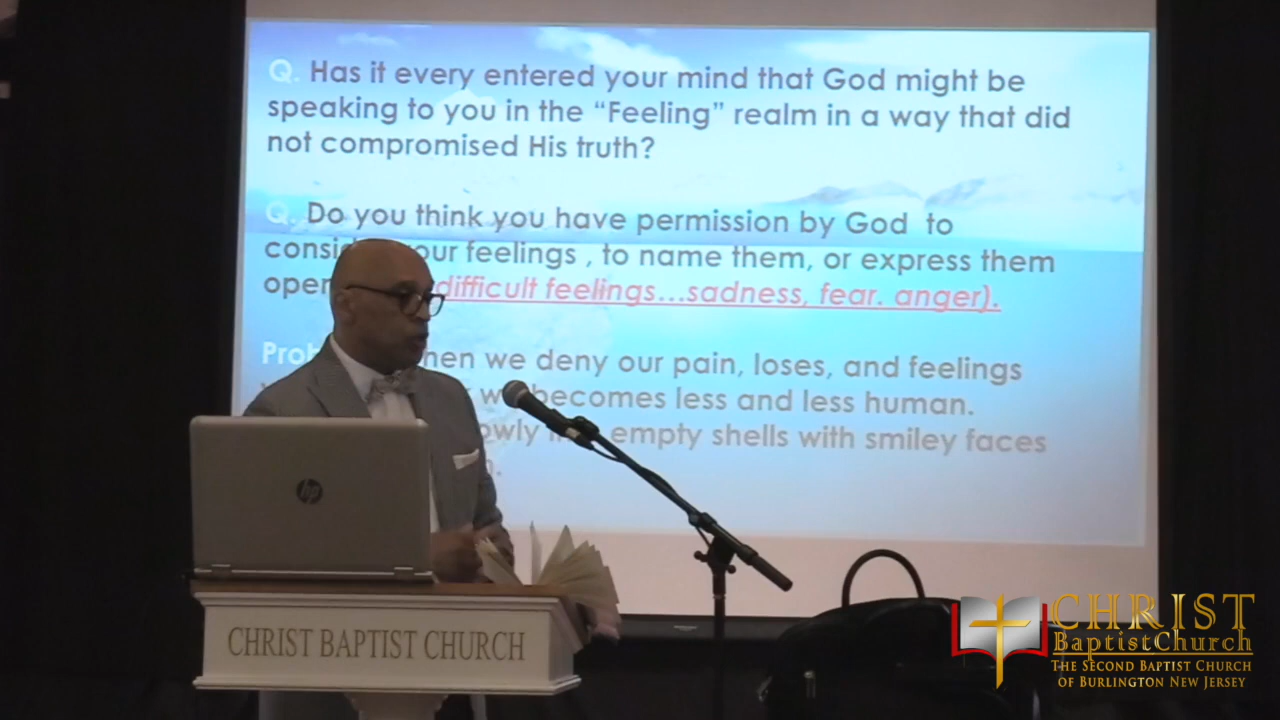 Q. Has it every entered your mind that God might be
speaking to you in the “Feeling” realm in a way that did
not compromised His truth?
Q. Do you think you have permission by God to
feelings , to name them, or express them
difficult feelings...sadness, fear. anger).
we deny our pain, loses, and feelings
becomes less and less human.
empty shells with smiley faces
hp
CHRIST BAPTIST CHURCH
CHRIST
Baptist Church
THE SECOND BAPTIST CHURCH
OF BURLINGTON NEW JERSEY